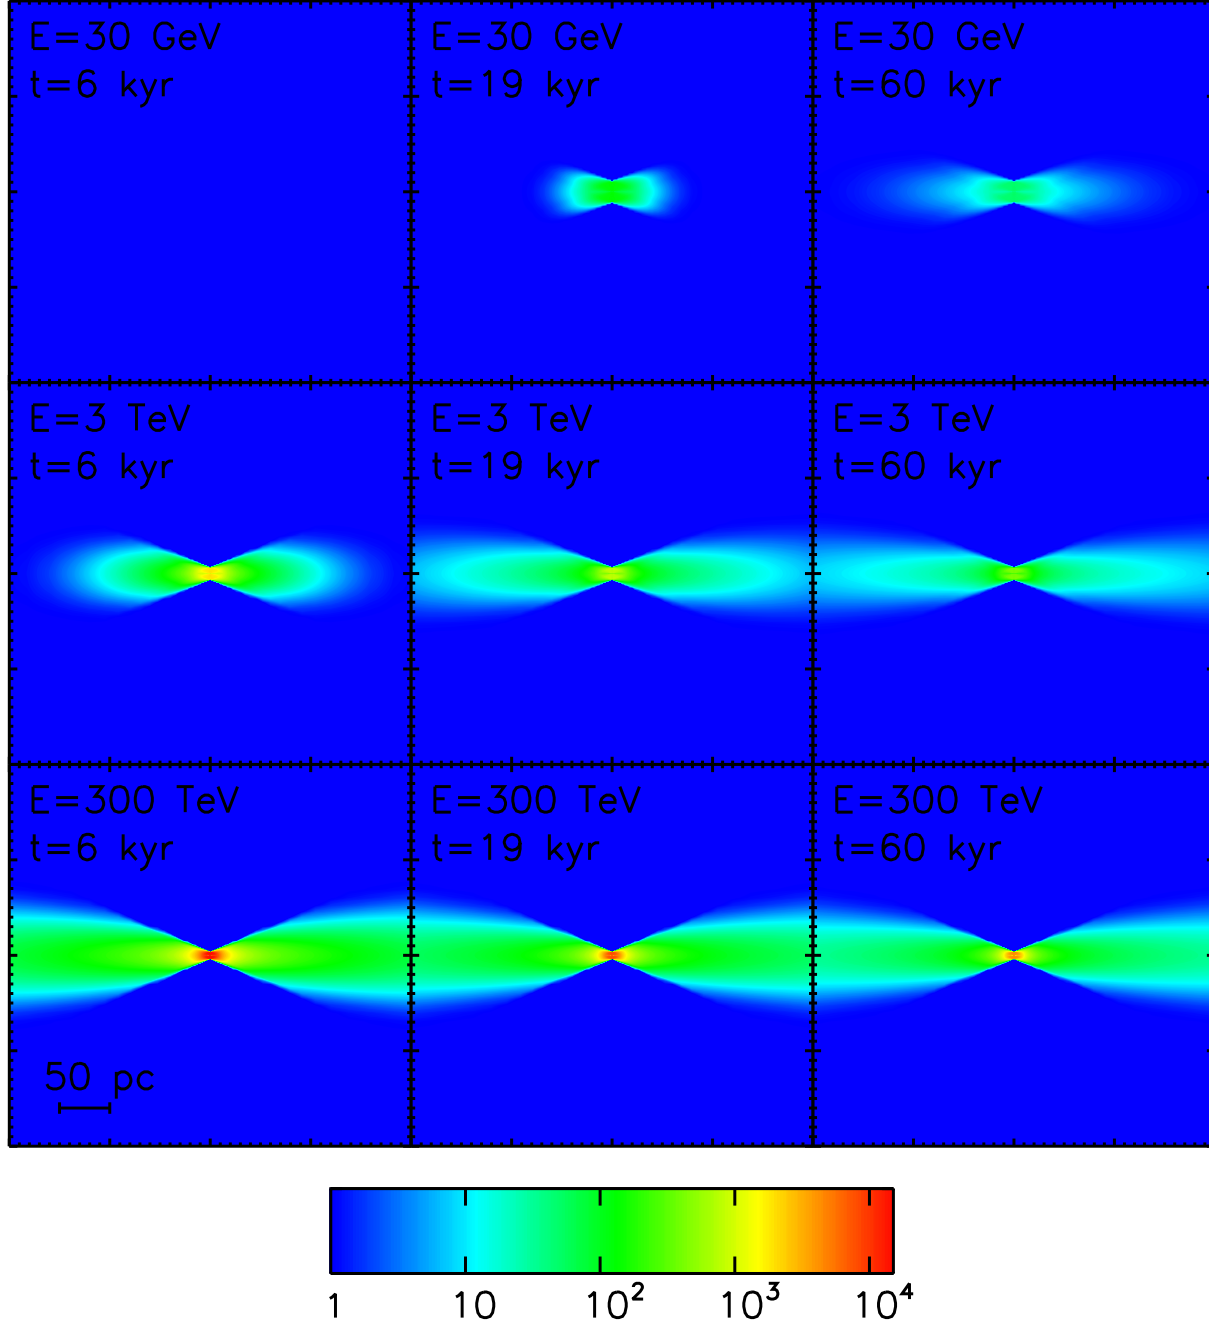 E=30 GeV
t=6 kyr
E=30 GeV
t=19 kyr
E=30 GeV
t=60 kyr
E=3 TeV
t=6 kyr
E=3 TeV
t=19 kyr
E=3 TeV
t=60 kyr
E=300 TeV
t=6 kyr
E=300 TeV
t=19 kyr
E=300 TeV
t=60 kyr
50 pc
1 10 10² 10³ 10⁴